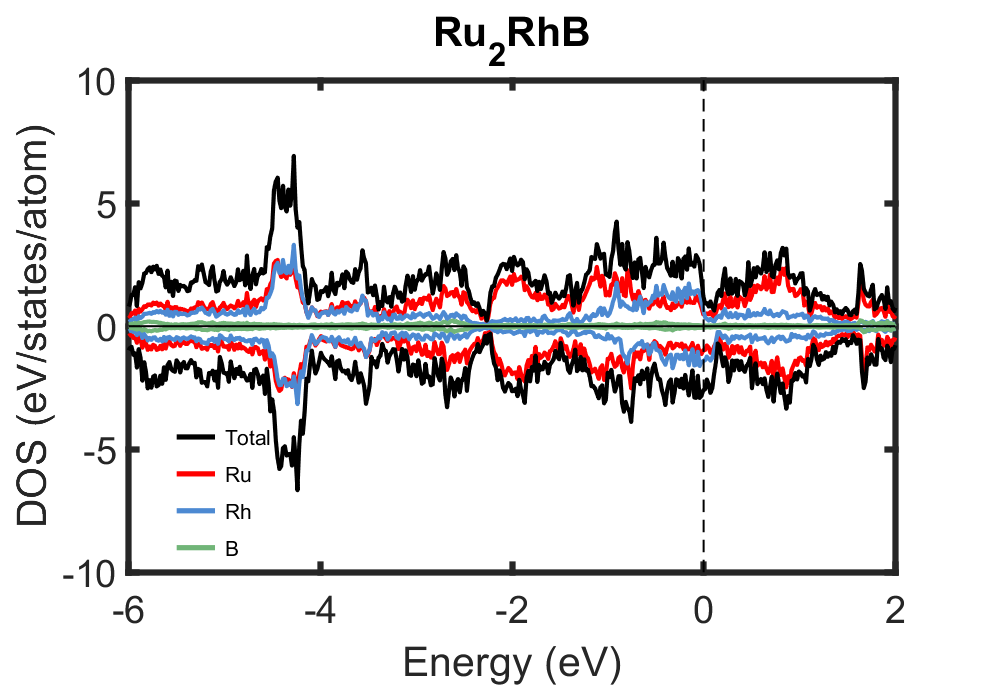 Ru2RhB
10
5
0
-5
-10
DOS (eV/states/atom)
Total
Ru
Rh
B
-6 -4 -2 0 2
Energy (eV)